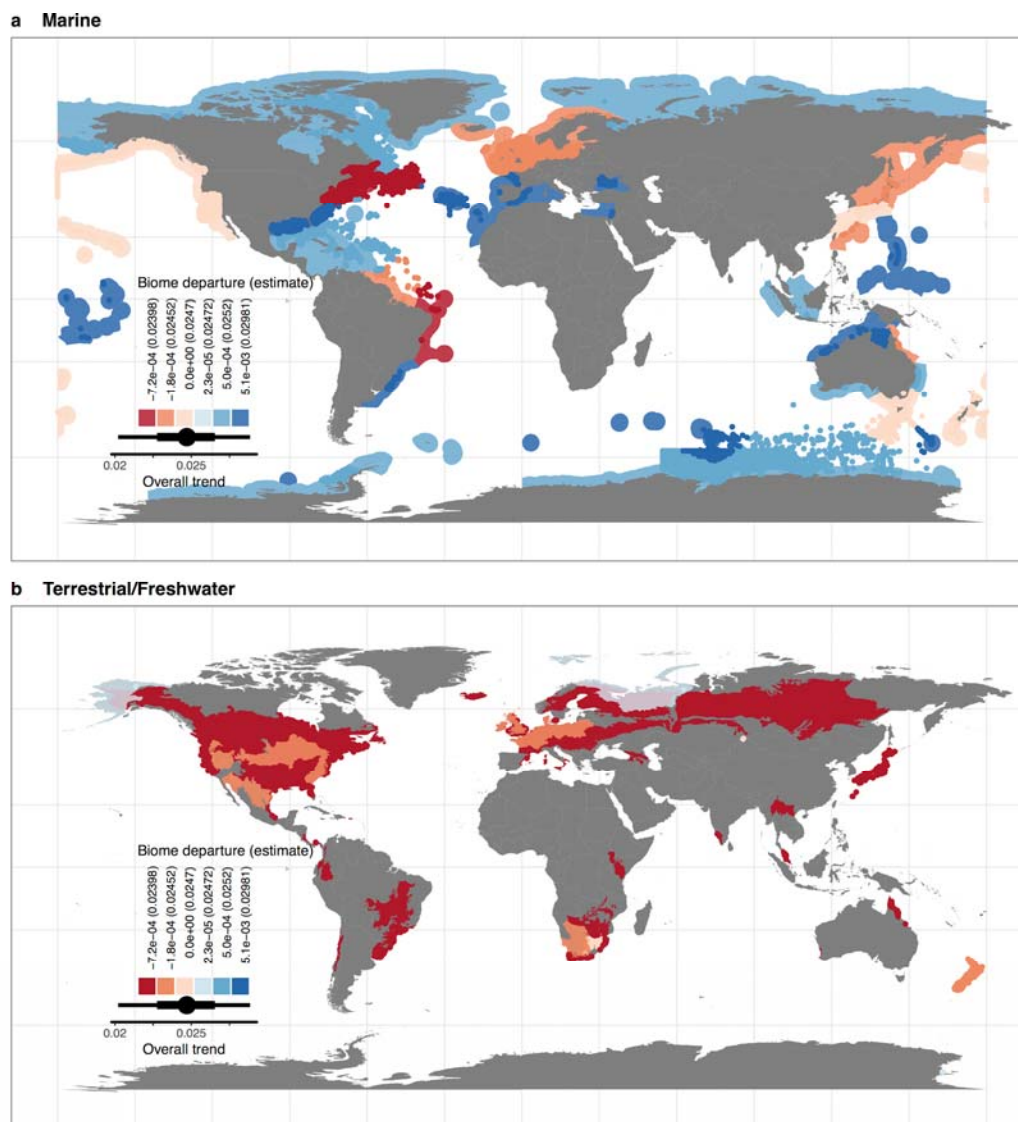 a Marine
Biome departure (estimate)
−7.2e−04 (0.02398)
−1.8e−04 (0.02452)
0.0e+00 (0.0247)
2.3e−05 (0.02472)
5.0e−04 (0.0252)
5.1e−03 (0.02981)
0.02 0.025
Overall trend
b Terrestrial/Freshwater
Biome departure (estimate)
−7.2e−04 (0.02398)
−1.8e−04 (0.02452)
0.0e+00 (0.0247)
2.3e−05 (0.02472)
5.0e−04 (0.0252)
5.1e−03 (0.02981)
0.02 0.025
Overall trend